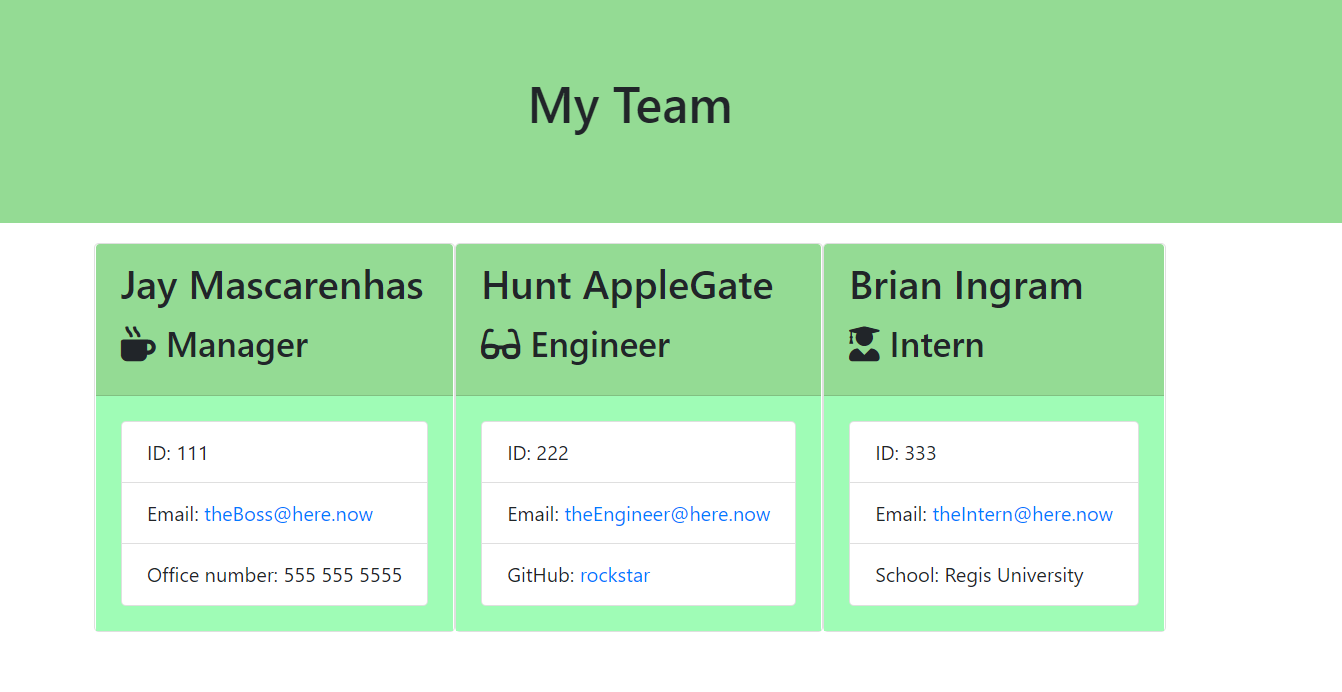 My Team
Jay Mascarenhas
Manager
ID: 111
Email: theBoss@here.now
Office number: 555 555 5555
Hunt AppleGate
Engineer
ID: 222
Email: theEngineer@here.now
GitHub: rockstar
Brian Ingram
Intern
ID: 333
Email: theIntern@here.now
School: Regis University